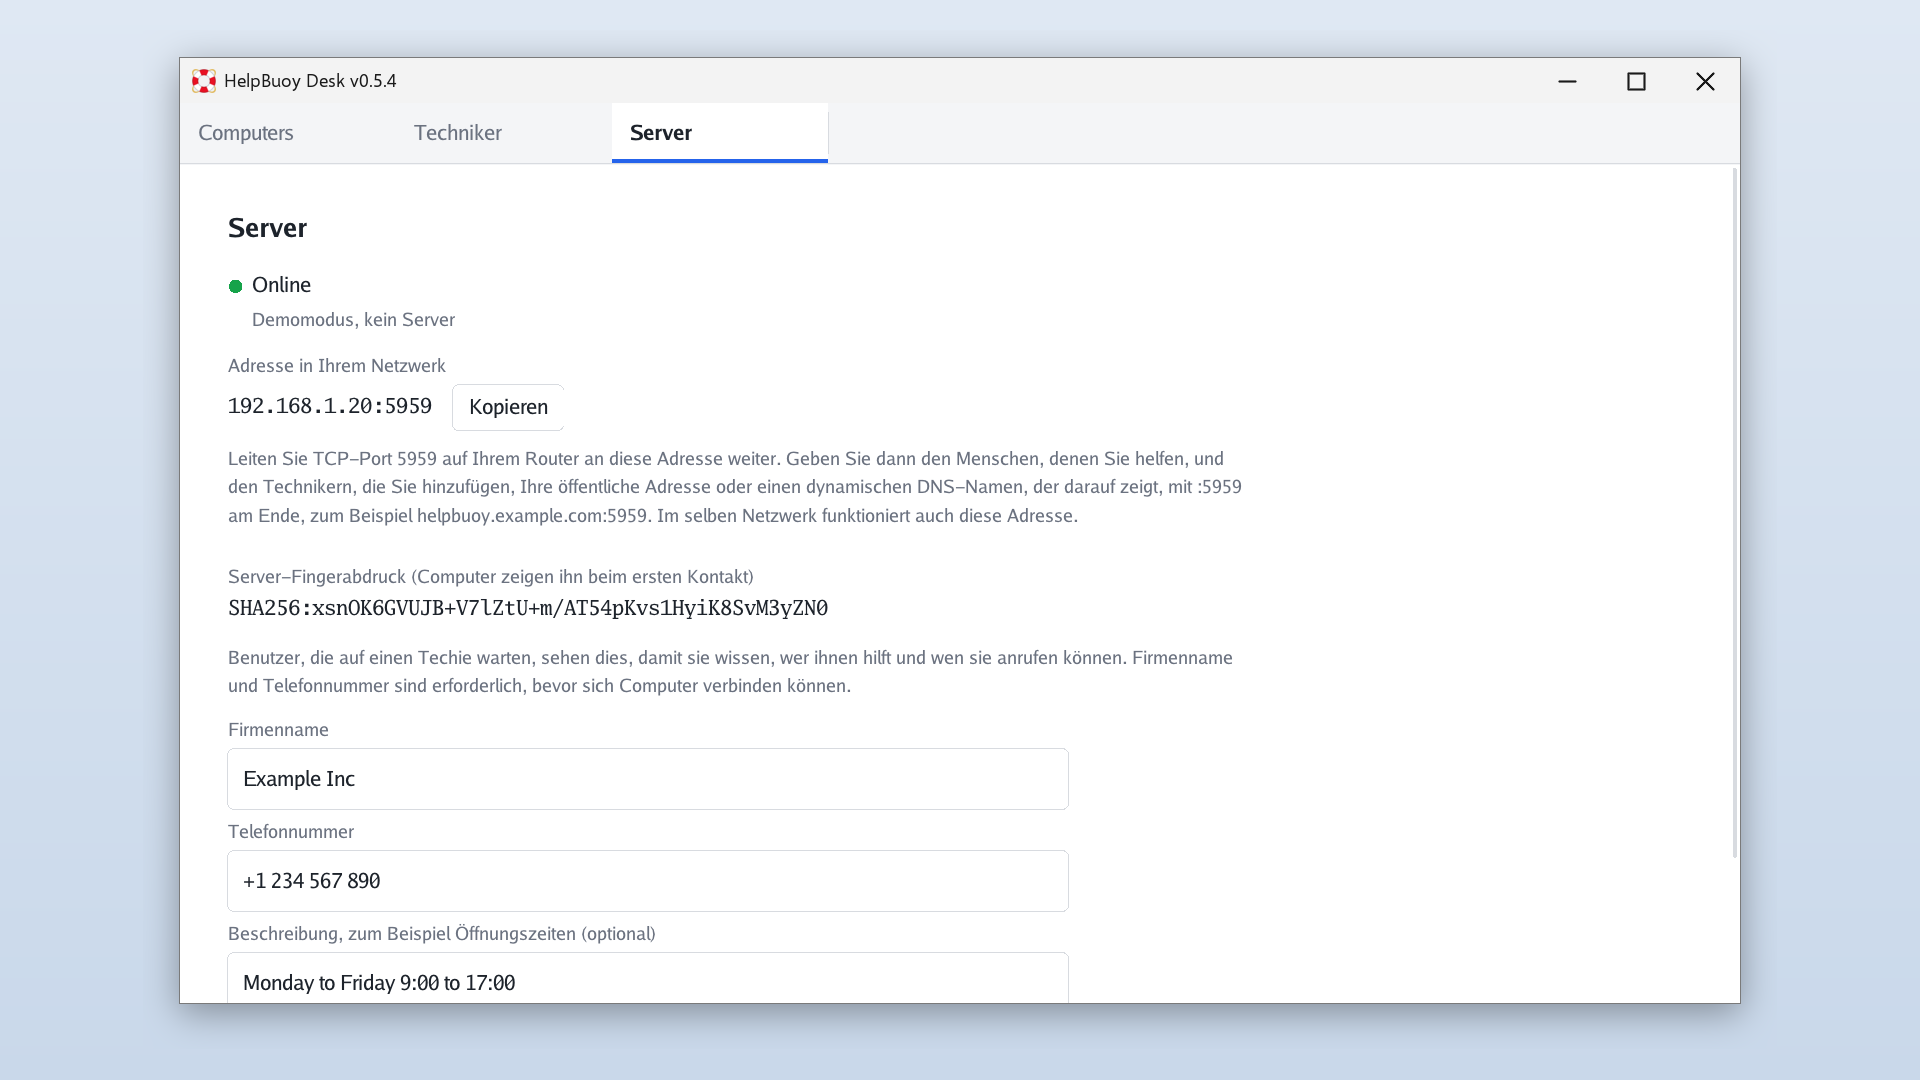 HelpBuoy Desk v0.5.4
Computers
Techniker
Server
Server
Online
Demomodus, kein Server
Adresse in Ihrem Netzwerk
192.168.1.20:5959
Kopieren
Leiten Sie TCP-Port 5959 auf Ihrem Router an diese Adresse weiter. Geben Sie dann den Menschen, denen Sie helfen, und
den Technikern, die Sie hinzufügen, Ihre öffentliche Adresse oder einen dynamischen DNS-Namen, der darauf zeigt, mit :5959
am Ende, zum Beispiel helpbuoy.example.com:5959. Im selben Netzwerk funktioniert auch diese Adresse.
Server-Fingerabdruck (Computer zeigen ihn beim ersten Kontakt)
SHA256:xsnOK6GVUJB+V7lZtU+m/AT54pKvs1HyiK8SvM3yZN0
Benutzer, die auf einen Techie warten, sehen dies, damit sie wissen, wer ihnen hilft und wen sie anrufen können. Firmenname
und Telefonnummer sind erforderlich, bevor sich Computer verbinden können.
Firmenname
Example Inc
Telefonnummer
+1 234 567 890
Beschreibung, zum Beispiel Öffnungszeiten (optional)
Monday to Friday 9:00 to 17:00